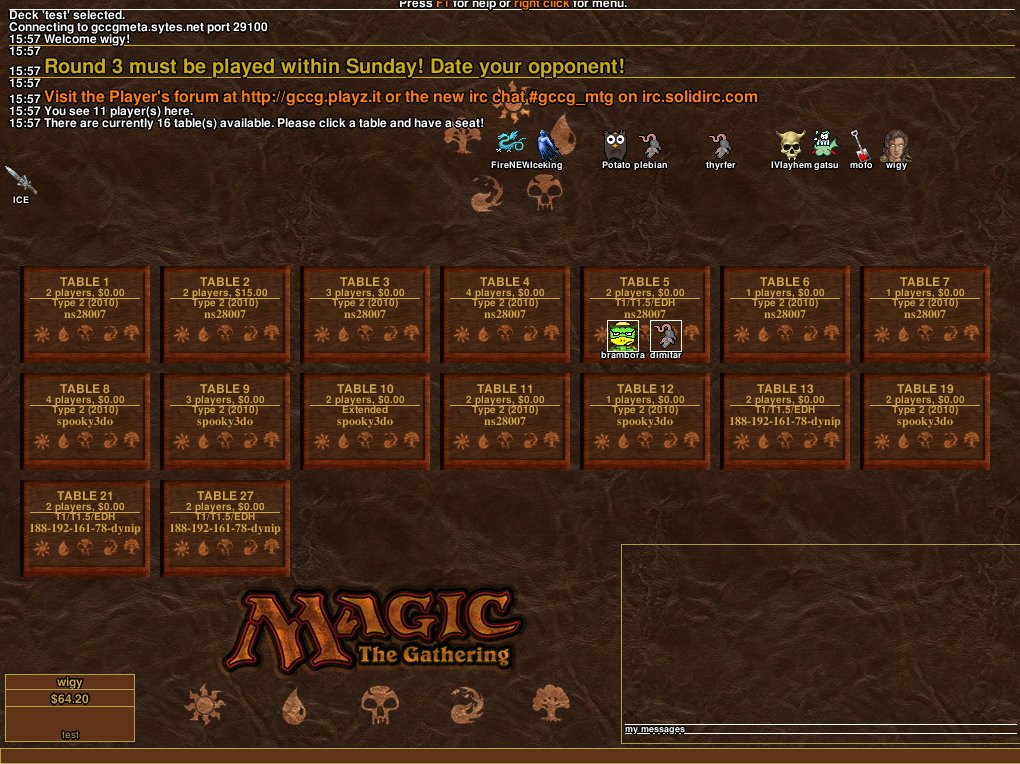 Press F1 for help or right click for menu.
Deck 'test' selected.
Connecting to gccgmeta.sytes.net port 29100
15:57 Welcome wigy!
15:57
15:57 Round 3 must be played within Sunday! Date your opponent!
15:57
15:57 Visit the Player's forum at http://gccg.playz.it or the new irc chat #gccg_mtg on irc.solidirc.com
15:57 You see 11 player(s) here.
15:57 There are currently 16 table(s) available. Please click a table and have a seat!
FireNEWIceking Potato plebian thyrfer IVlayhem gatsu mofo wigy
ICE
TABLE 1
2 players, $0.00
Type 2 (2010)
ns28007
TABLE 2
2 players, $15.00
Type 2 (2010)
ns28007
TABLE 3
3 players, $0.00
Type 2 (2010)
ns28007
TABLE 4
4 players, $0.00
Type 2 (2010)
ns28007
TABLE 5
2 players, $0.00
T1/T1.5/EDH
ns28007
brambora dimitar
TABLE 6
1 players, $0.00
Type 2 (2010)
ns28007
TABLE 7
1 players, $0.00
Type 2 (2010)
ns28007
TABLE 8
4 players, $0.00
Type 2 (2010)
spooky3do
TABLE 9
3 players, $0.00
Type 2 (2010)
spooky3do
TABLE 10
2 players, $0.00
Extended
spooky3do
TABLE 11
2 players, $0.00
Type 2 (2010)
ns28007
TABLE 12
1 players, $0.00
Type 2 (2010)
spooky3do
TABLE 13
2 players, $0.00
T1/T1.5/EDH
188-192-161-78-dynip
TABLE 19
2 players, $0.00
Type 2 (2010)
spooky3do
TABLE 21
2 players, $0.00
T1/T1.5/EDH
188-192-161-78-dynip
TABLE 27
2 players, $0.00
T1/T1.5/EDH
188-192-161-78-dynip
MAGIC
The Gathering
wigy
$64.20
test
my messages